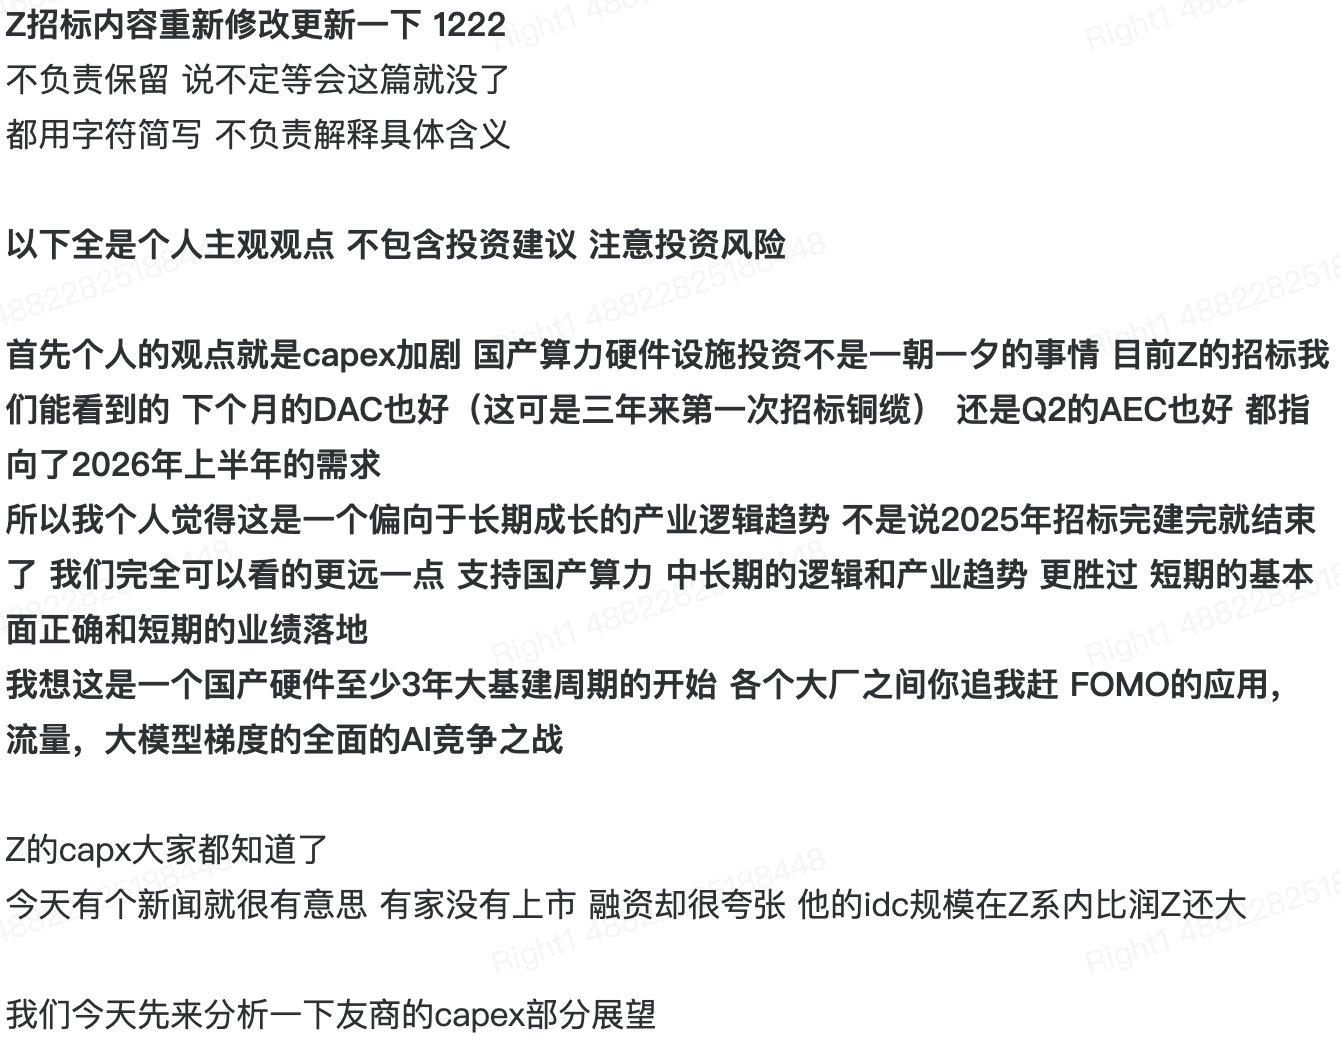 Z招标内容重新修改更新一下 1222
不负责保留 说不定等会这篇就没了
都用字符简写 不负责解释具体含义
以下全是个人主观观点 不包含投资建议 注意投资风险
首先个人的观点就是capex加剧 国产算力硬件设施投资不是一朝一夕的事情 目前Z的招标我
们能看到的 下个月的DAC也好（这可是三年来第一次招标铜缆） 还是Q2的AEC也好 都指
向了2026年上半年的需求
所以我个人觉得这是一个偏向于长期成长的产业逻辑趋势 不是说2025年招标完建完就结束
了 我们完全可以看的更远一点 支持国产算力 中长期的逻辑和产业趋势 更胜过 短期的基本
面正确和短期的业绩落地
我想这是一个国产硬件至少3年大基建周期的开始 各个大厂之间你追我赶 FOMO的应用，
流量，大模型梯度的全面的AI竞争之战
Z的capx大家都知道了
今天有个新闻就很有意思 有家没有上市 融资却很夸张 他的idc规模在Z系内比润Z还大
我们今天先来分析一下友商的capex部分展望
Right1 48822825188448